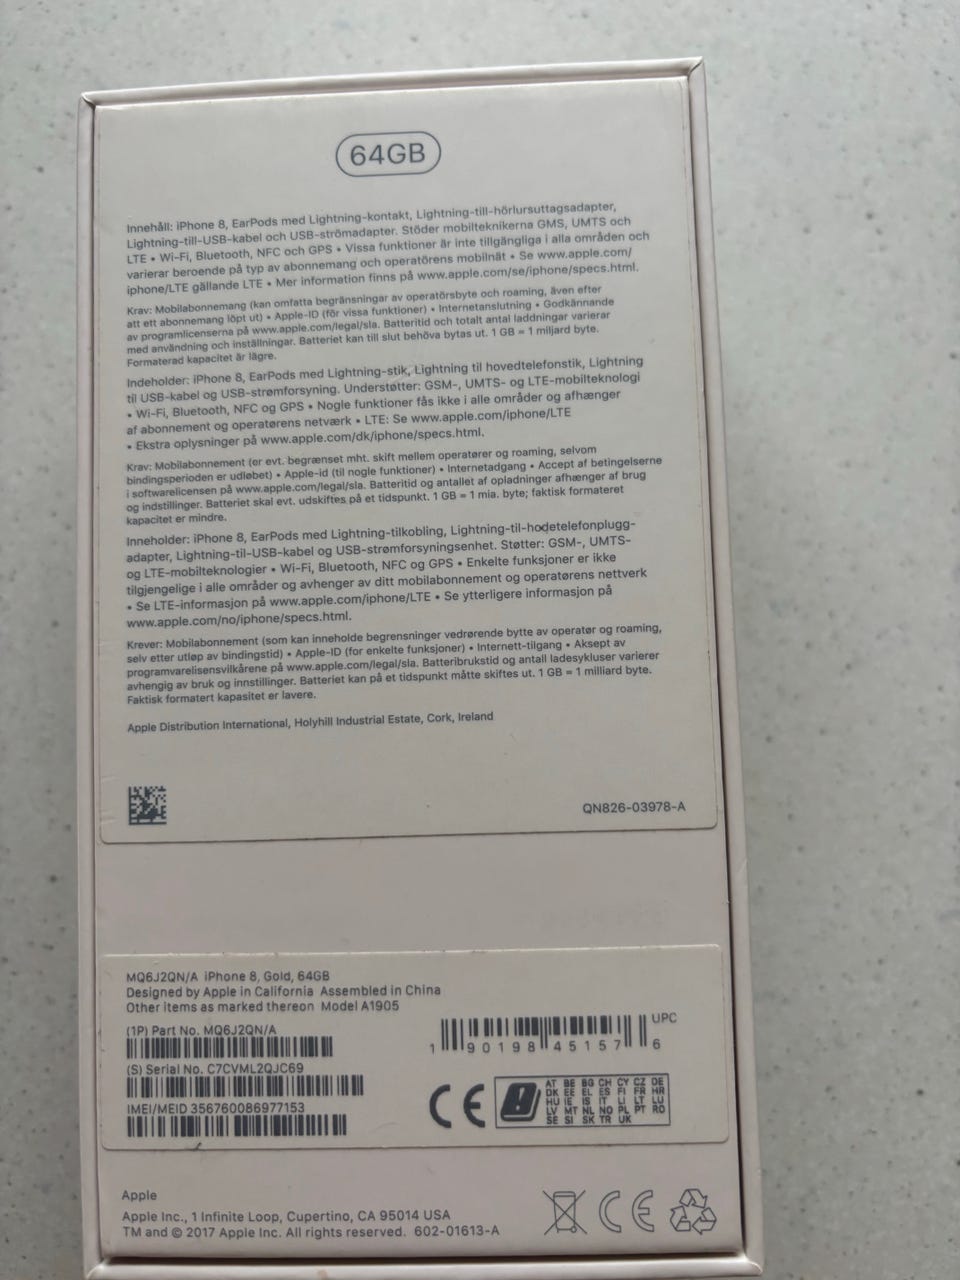 64GB
Innehåll: iPhone 8, EarPods med Lightning-kontakt, Lightning-till-hörlursuttagsadapter,
Lightning-till-USB-kabel och USB-strömadapter. Stöder mobilteknikerna GMS, UMTS och
LTE • Wi-Fi, Bluetooth, NFC och GPS • Vissa funktioner är inte tillgängliga i alla områden och
varierar beroende på typ av abonnemang och operatörens mobilnät • Se www.apple.com/
iphone/LTE gällande LTE • Mer information finns på www.apple.com/se/iphone/specs.html.
Krav: Mobilabonnemang (kan omfatta begränsningar av operatörsbyte och roaming, även efter
att ett abonnemang löpt ut) • Apple-ID (för vissa funktioner) • Internetanslutning • Godkännande
av programlicenserna på www.apple.com/legal/sla. Batteritid och totalt antal laddningar varierar
med användning och inställningar. Batteriet kan till slut behöva bytas ut. 1 GB = 1 miljard byte.
Formaterad kapacitet är lägre.
Indeholder: iPhone 8, EarPods med Lightning-stik, Lightning til hovedtelefonstik, Lightning
til USB-kabel og USB-strømforsyning. Understøtter: GSM-, UMTS- og LTE-mobilteknologi
• Wi-Fi, Bluetooth, NFC og GPS • Nogle funktioner fås ikke i alle områder og afhænger
af abonnement og operatørens netværk • LTE: Se www.apple.com/iphone/LTE
• Ekstra oplysninger på www.apple.com/dk/iphone/specs.html.
Krav: Mobilabonnement (er evt. begrænset mht. skift mellem operatører og roaming, selvom
bindingsperioden er udløbet) • Apple-id (til nogle funktioner) • Internetadgang • Accept af betingelserne
i softwarelicensen på www.apple.com/legal/sla. Batteritid og antallet af opladninger afhænger af brug
og indstillinger. Batteriet skal evt. udskiftes på et tidspunkt. 1 GB = 1 mia. byte; faktisk formateret
kapacitet er mindre.
Inneholder: iPhone 8, EarPods med Lightning-tilkobling, Lightning-til-hodetelefonplugg-
adapter, Lightning-til-USB-kabel og USB-strømforsyningsenhet. Støtter: GSM-, UMTS-
og LTE-mobilteknologier • Wi-Fi, Bluetooth, NFC og GPS • Enkelte funksjoner er ikke
tilgjengelige i alle områder og avhenger av ditt mobilabonnement og operatørens nettverk
• Se LTE-informasjon på www.apple.com/iphone/LTE • Se ytterligere informasjon på
www.apple.com/no/iphone/specs.html.
Krever: Mobilabonnement (som kan inneholde begrensninger vedrørende bytte av operatør og roaming,
selv etter utløp av bindingstid) • Apple-ID (for enkelte funksjoner) • Internett-tilgang • Aksept av
programvarelisensvilkårene på www.apple.com/legal/sla. Batteribrukstid og antall ladesykluser varierer
avhengig av bruk og innstillinger. Batteriet kan på et tidspunkt måtte skiftes ut. 1 GB = 1 milliard byte.
Faktisk formatert kapasitet er lavere.
Apple Distribution International, Holyhill Industrial Estate, Cork, Ireland
QN826-03978-A
MQ6J2QN/A iPhone 8, Gold, 64GB
Designed by Apple in California Assembled in China
Other items as marked thereon Model A1905
(1P) Part No. MQ6J2QN/A
UPC
1 90198 45157 6
(S) Serial No. C7CVML2QJC69
IMEI/MEID 356760086977153
CE
AT BE BG CH CY CZ DE
DK EE EL ES FI FR HR
HU IE IS IT LI LT LU
LV MT NL NO PL PT RO
SE SI SK TR UK
Apple
Apple Inc., 1 Infinite Loop, Cupertino, CA 95014 USA
TM and © 2017 Apple Inc. All rights reserved. 602-01613-A
CE